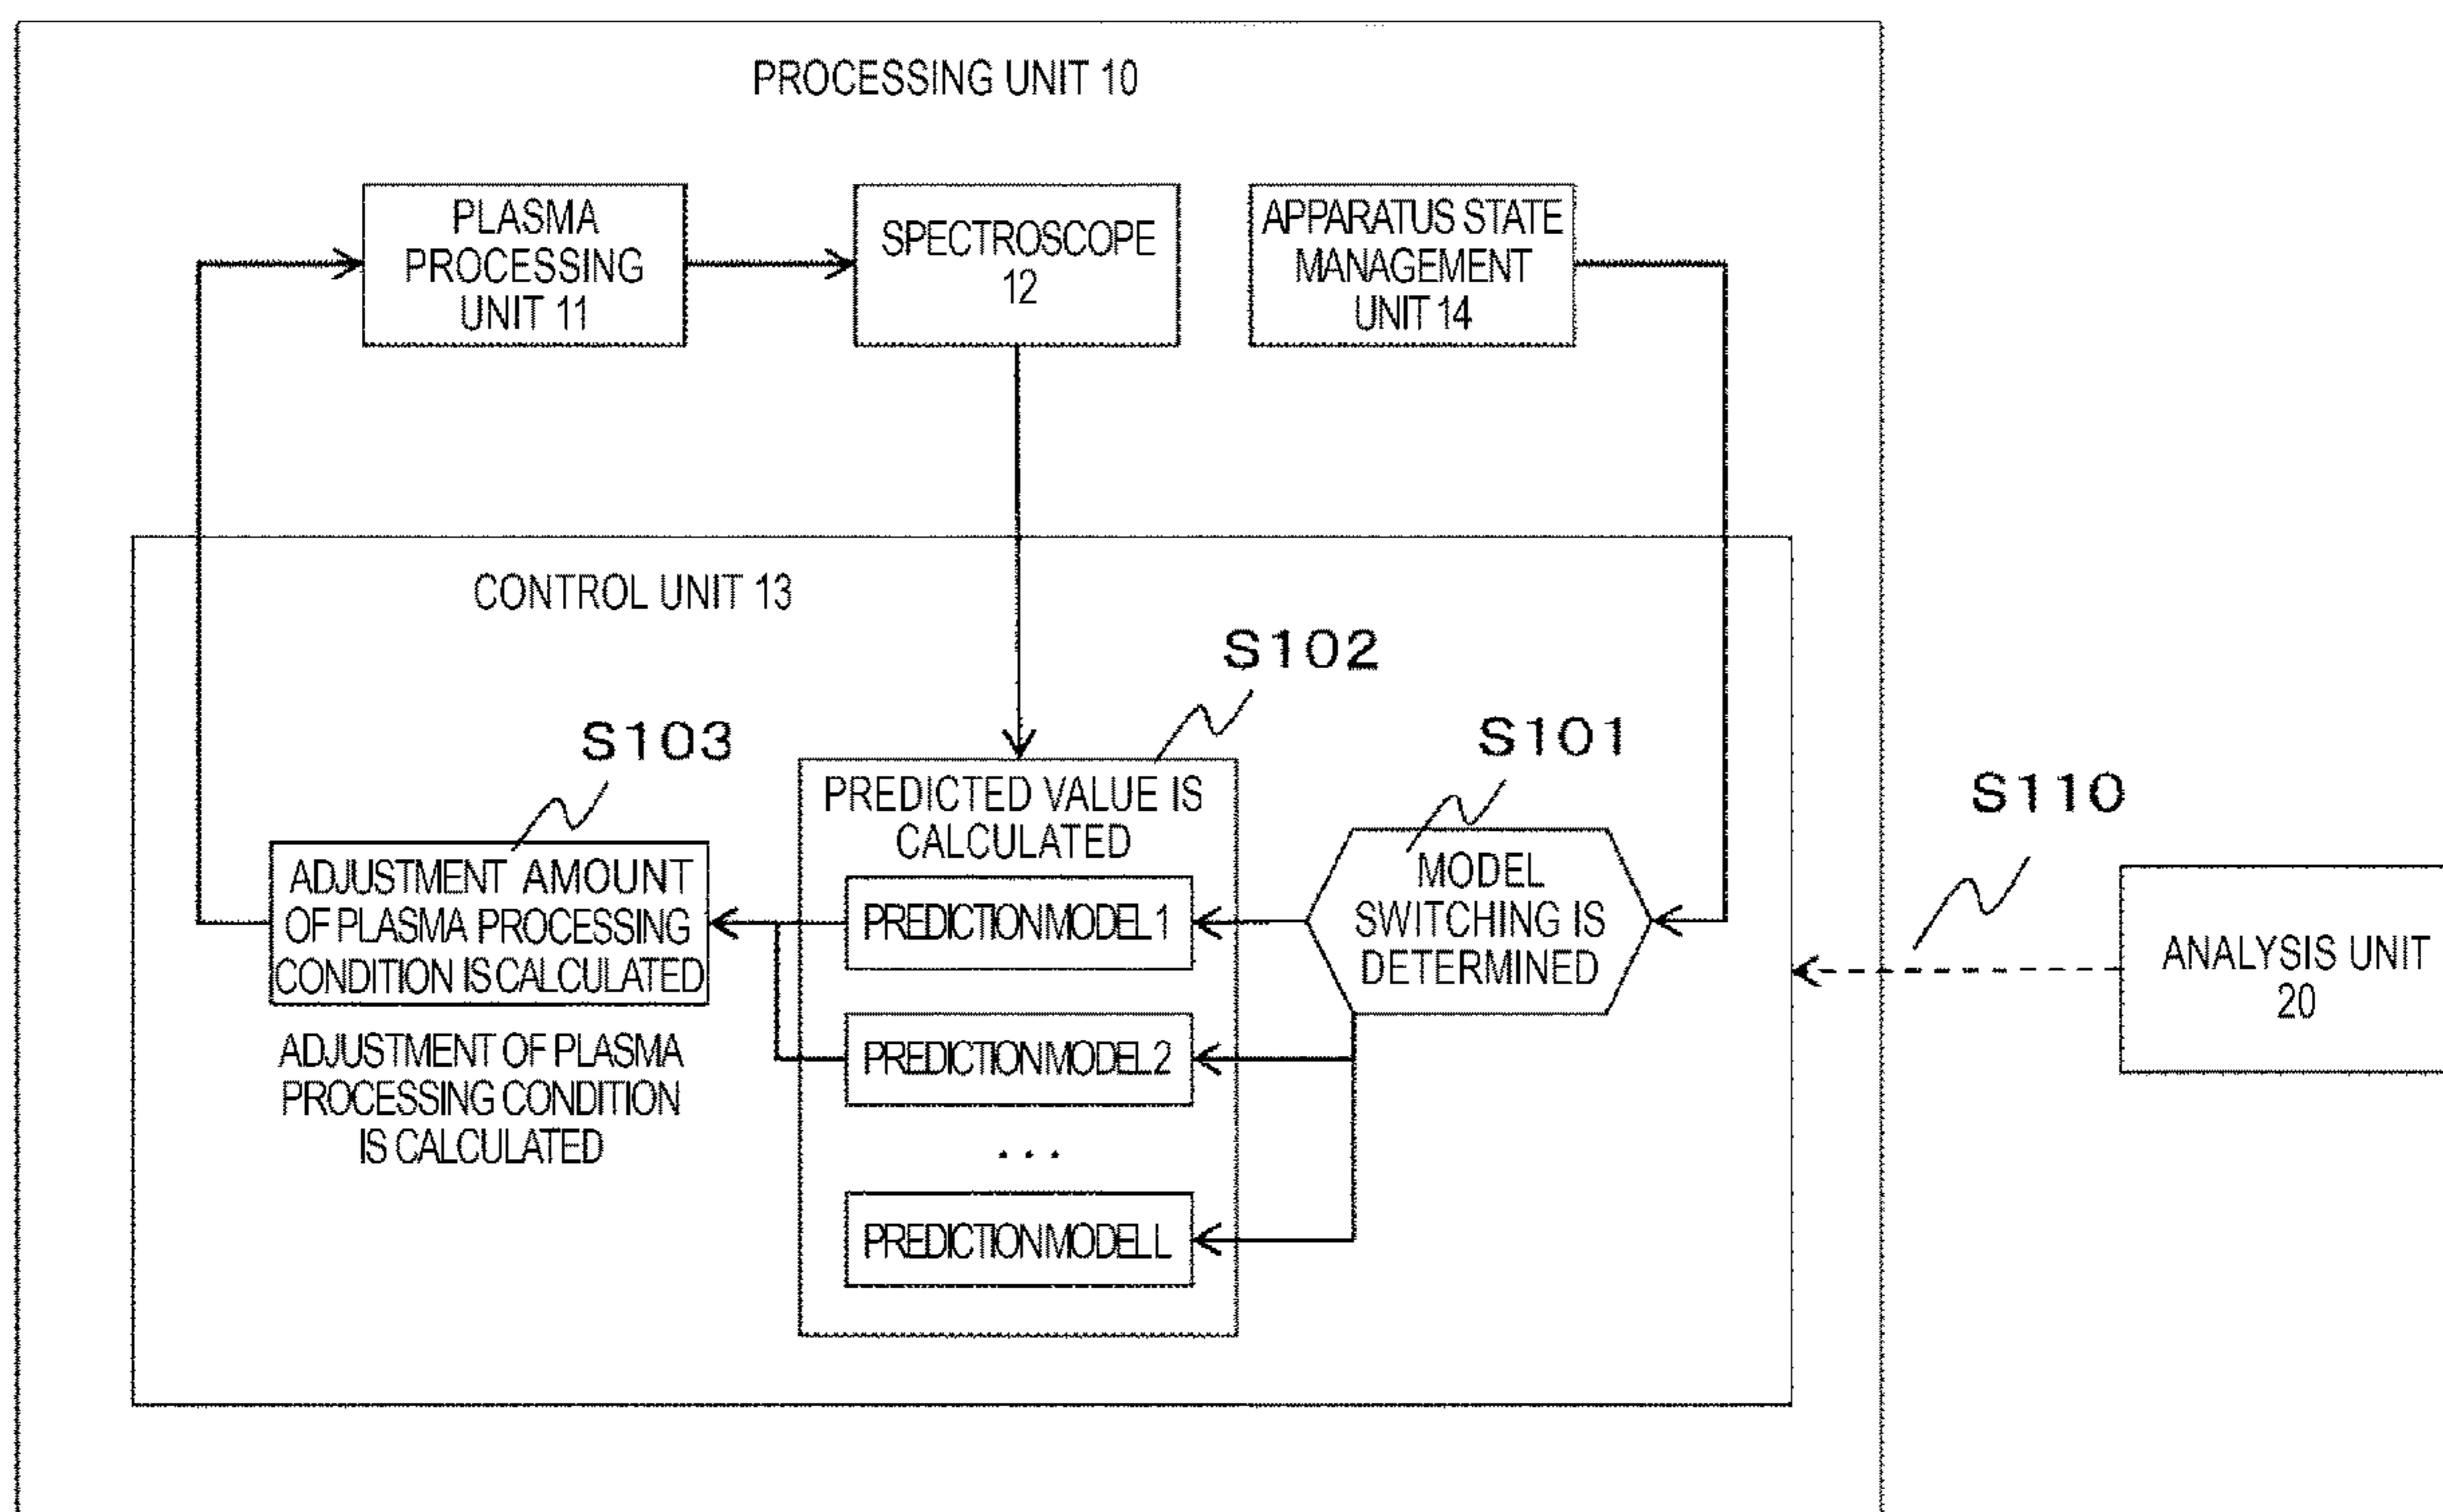 PROCESSING UNIT 10
PLASMA
PROCESSING
UNIT 11
SPECTROSCOPE
12
APPARATUS STATE
MANAGEMENT
UNIT 14
CONTROL UNIT 13
S103
ADJUSTMENT AMOUNT
OF PLASMA PROCESSING
CONDITION IS CALCULATED
ADJUSTMENT OF PLASMA
PROCESSING CONDITION
IS CALCULATED
S102
PREDICTED VALUE IS
CALCULATED
PREDICTION MODEL 1
PREDICTION MODEL 2
...
PREDICTION MODEL L
S101
MODEL
SWITCHING IS
DETERMINED
S110
ANALYSIS UNIT
20